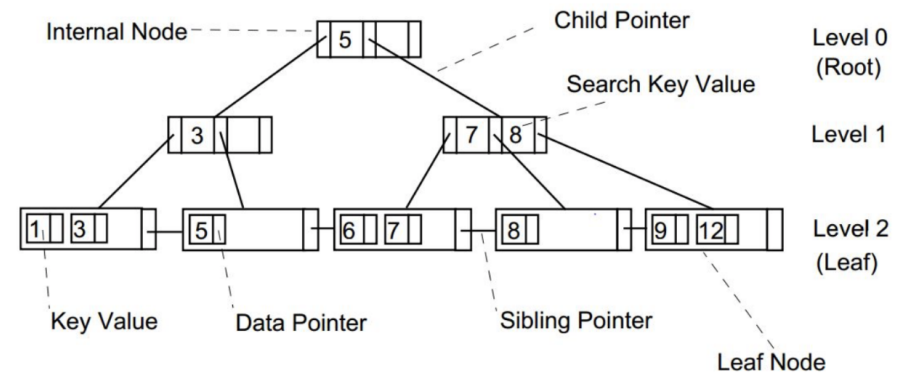 Internal Node
5
Child Pointer
Level 0
(Root)
Search Key Value
3
7 8
Level 1
1 3
5
6 7
8
9 12
Level 2
(Leaf)
Key Value
Data Pointer
Sibling Pointer
Leaf Node